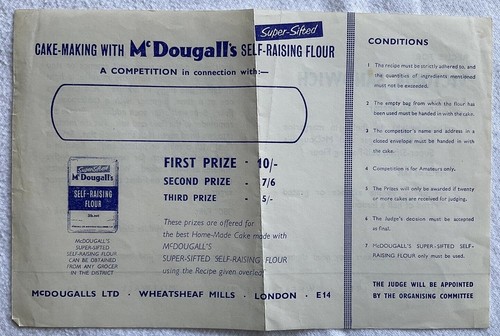 Super-Sifted
CAKE-MAKING WITH McDougall's SELF-RAISING FLOUR
A COMPETITION in connection with:—
FIRST PRIZE - 10/-
SECOND PRIZE - 7/6
THIRD PRIZE - 5/-
These prizes are offered for
the best Home-Made Cake made with
McDOUGALL'S
SUPER-SIFTED SELF-RAISING FLOUR
using the Recipe given overleaf
Super-Sifted
McDougall's
SELF-RAISING
FLOUR
McDOUGALL'S
SUPER-SIFTED
SELF-RAISING FLOUR
CAN BE OBTAINED
FROM ANY GROCER
IN THE DISTRICT
McDOUGALLS LTD · WHEATSHEAF MILLS · LONDON · E14
CONDITIONS
1 The recipe must be strictly adhered to, and
the quantities of ingredients mentioned
must not be exceeded.
2 The empty bag from which the flour has
been used must be handed in with the cake.
3 The competitor's name and address in a
closed envelope must be handed in with
the cake.
4 Competition is for Amateurs only.
5 The Prizes will only be awarded if twenty
or more cakes are received for judging.
6 The Judge's decision must be accepted
as final.
7 McDOUGALL'S SUPER-SIFTED SELF-
RAISING FLOUR only must be used.
THE JUDGE WILL BE APPOINTED
BY THE ORGANISING COMMITTEE